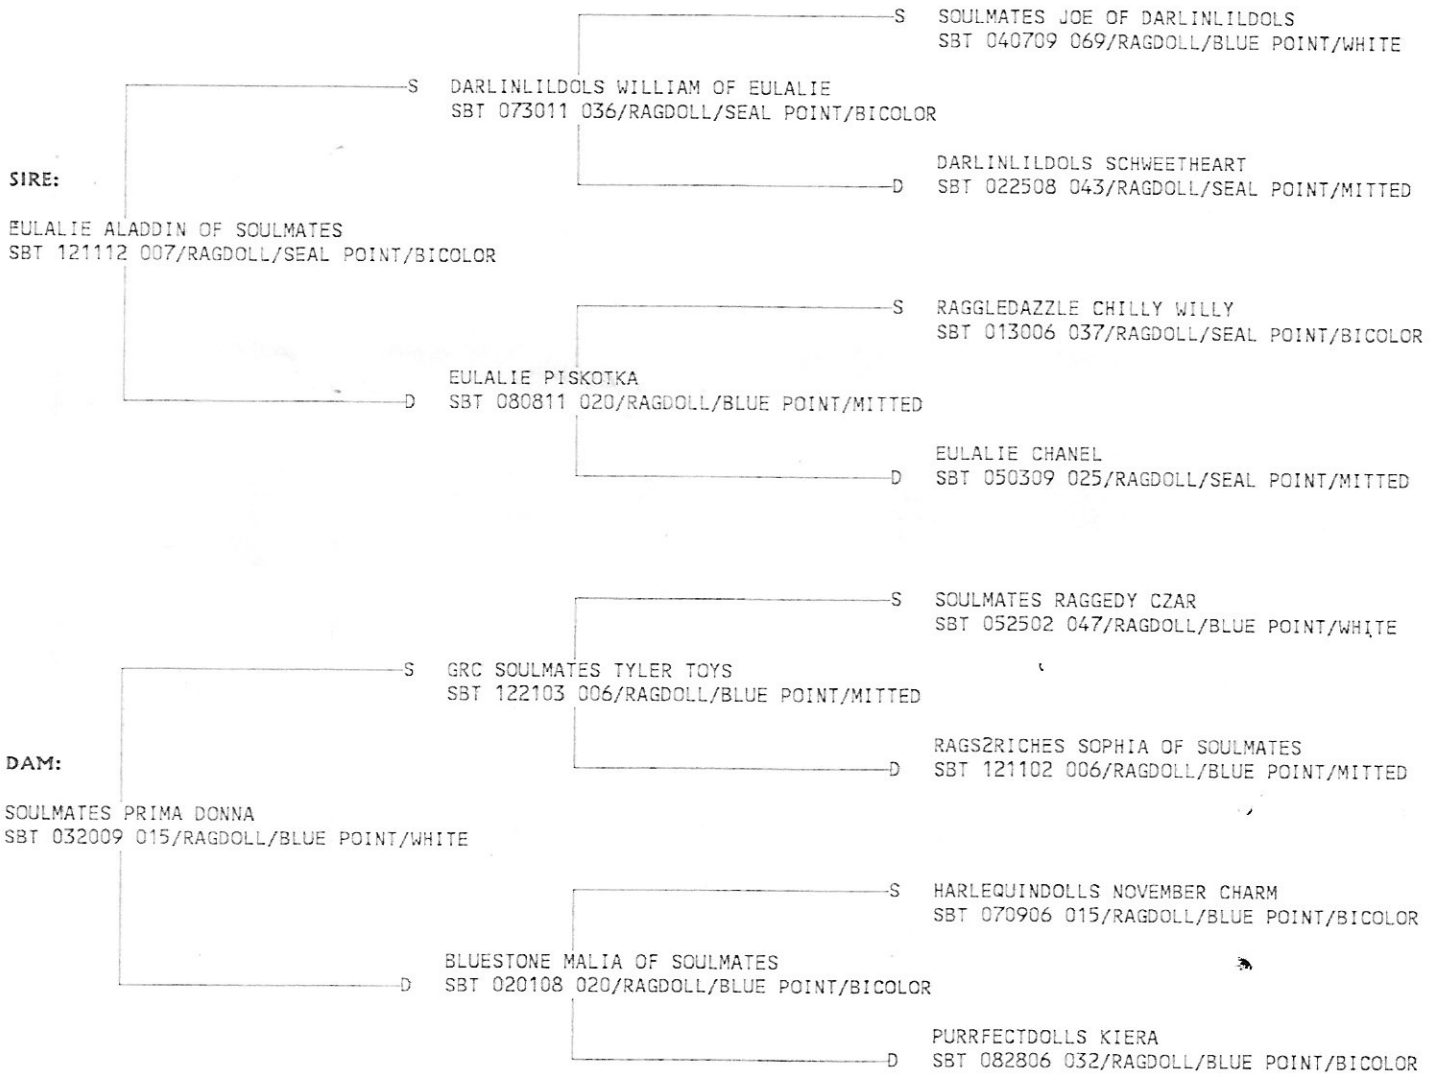 S SOULMATES JOE OF DARLINLILDOLS
SBT 040709 069/RAGDOLL/BLUE POINT/WHITE
S DARLINLILDOLS WILLIAM OF EULALIE
SBT 073011 036/RAGDOLL/SEAL POINT/BICOLOR
DARLINLILDOLS SCHWEETHEART
D SBT 022508 043/RAGDOLL/SEAL POINT/MITTED
SIRE:
EULALIE ALADDIN OF SOULMATES
SBT 121112 007/RAGDOLL/SEAL POINT/BICOLOR
S RAGGLEDAZZLE CHILLY WILLY
SBT 013006 037/RAGDOLL/SEAL POINT/BICOLOR
EULALIE PISKOTKA
D SBT 080811 020/RAGDOLL/BLUE POINT/MITTED
EULALIE CHANEL
D SBT 050309 025/RAGDOLL/SEAL POINT/MITTED
S SOULMATES RAGGEDY CZAR
SBT 052502 047/RAGDOLL/BLUE POINT/WHITE
S GRC SOULMATES TYLER TOYS
SBT 122103 006/RAGDOLL/BLUE POINT/MITTED
RAGS2RICHES SOPHIA OF SOULMATES
D SBT 121102 006/RAGDOLL/BLUE POINT/MITTED
DAM:
SOULMATES PRIMA DONNA
SBT 032009 015/RAGDOLL/BLUE POINT/WHITE
S HARLEQUINDOLLS NOVEMBER CHARM
SBT 070906 015/RAGDOLL/BLUE POINT/BICOLOR
BLUESTONE MALIA OF SOULMATES
D SBT 020108 020/RAGDOLL/BLUE POINT/BICOLOR
PURRFECTDOLLS KIERA
D SBT 082806 032/RAGDOLL/BLUE POINT/BICOLOR